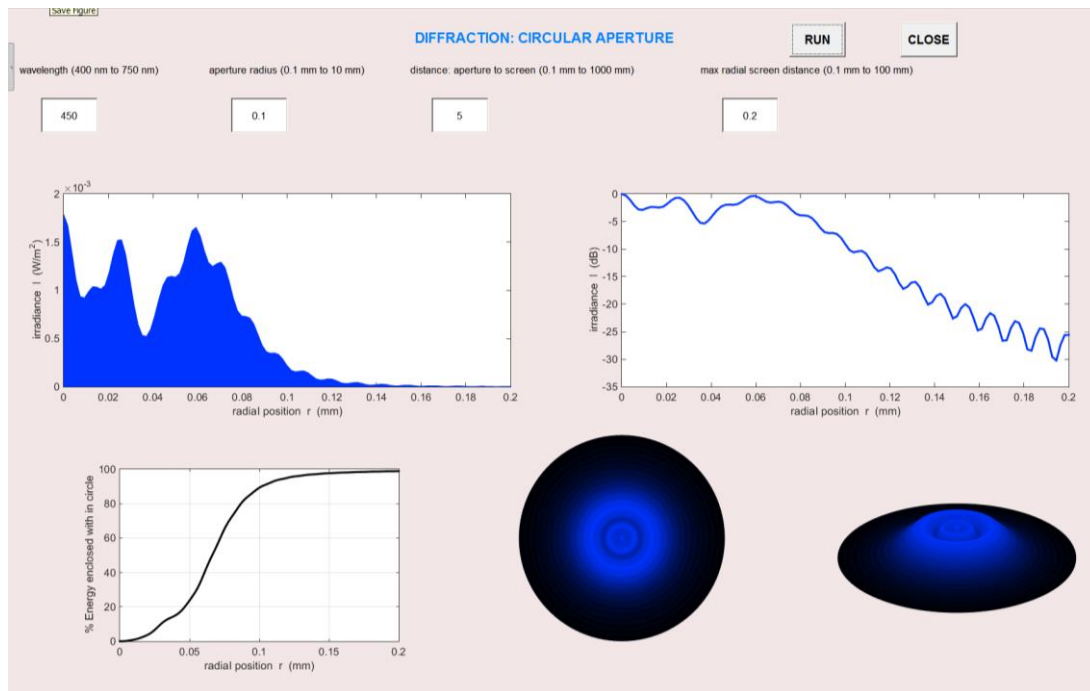 Save Figure
DIFFRACTION: CIRCULAR APERTURE
RUN
CLOSE
wavelength (400 nm to 750 nm)
aperture radius (0.1 mm to 10 mm)
distance: aperture to screen (0.1 mm to 1000 mm)
max radial screen distance (0.1 mm to 100 mm)
450
0.1
5
0.2
×10⁻³
2
1.5
1
0.5
0
irradiance I (W/m²)
0 0.02 0.04 0.06 0.08 0.1 0.12 0.14 0.16 0.18 0.2
radial position r (mm)
0
-5
-10
-15
-20
-25
-30
-35
irradiance I (dB)
0 0.02 0.04 0.06 0.08 0.1 0.12 0.14 0.16 0.18 0.2
radial position r (mm)
100
80
60
40
20
0
% Energy enclosed with in circle
0 0.05 0.1 0.15 0.2
radial position r (mm)